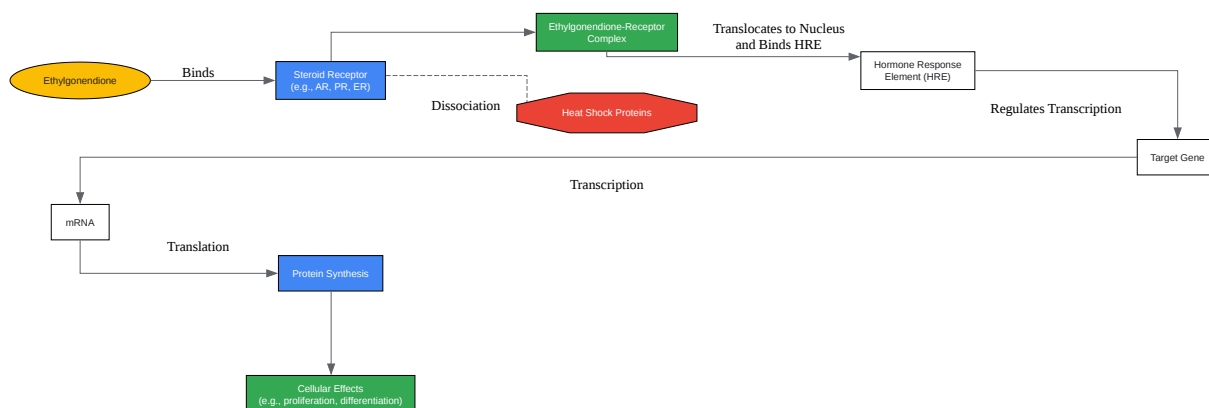 Ethylgonendione-Receptor
Complex
Translocates to Nucleus
and Binds HRE
Ethylgonendione
Binds
Steroid Receptor
(e.g., AR, PR, ER)
Hormone Response
Element (HRE)
Dissociation
Heat Shock Proteins
Regulates Transcription
Target Gene
Transcription
mRNA
Translation
Protein Synthesis
Cellular Effects
(e.g., proliferation, differentiation)